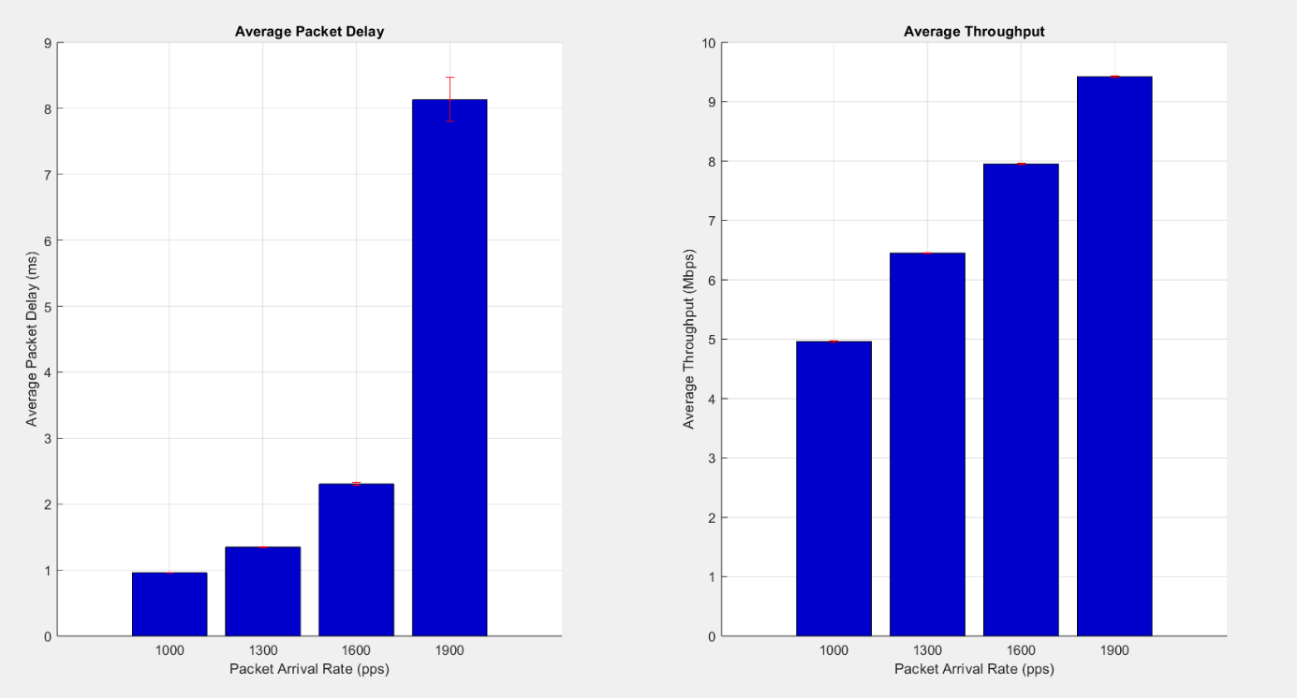 Average Packet Delay
9
8
7
6
5
4
3
2
1
0
Average Packet Delay (ms)
1000 1300 1600 1900
Packet Arrival Rate (pps)
Average Throughput
10
9
8
7
6
5
4
3
2
1
0
Average Throughput (Mbps)
1000 1300 1600 1900
Packet Arrival Rate (pps)